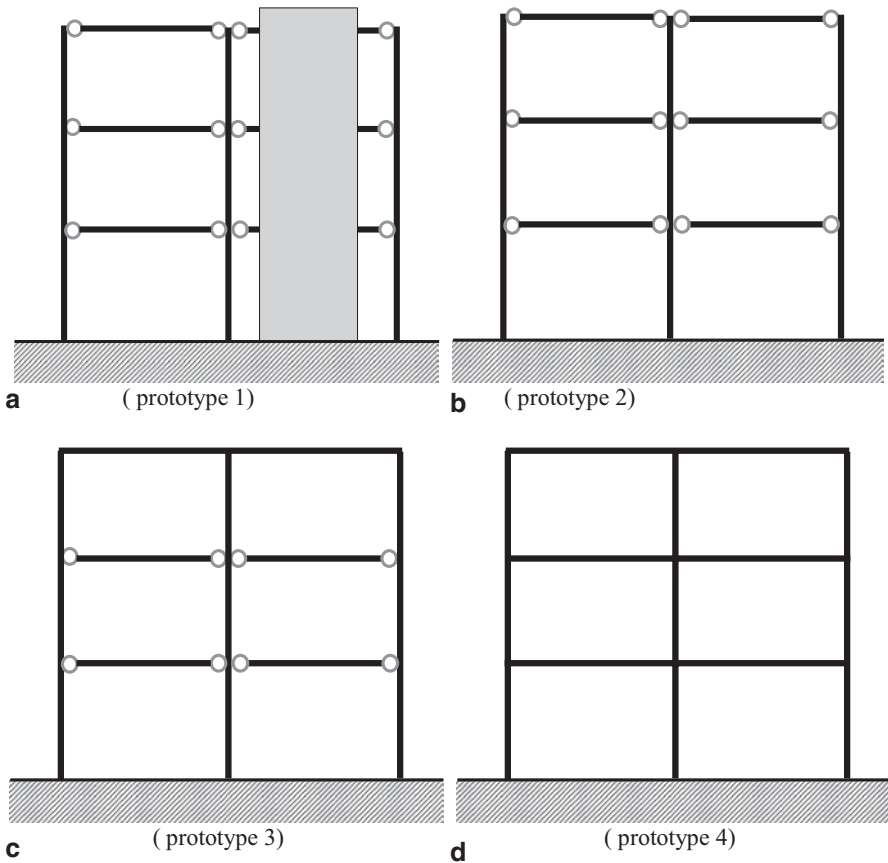 a ( prototype 1)
b ( prototype 2)
c ( prototype 3)
d ( prototype 4)